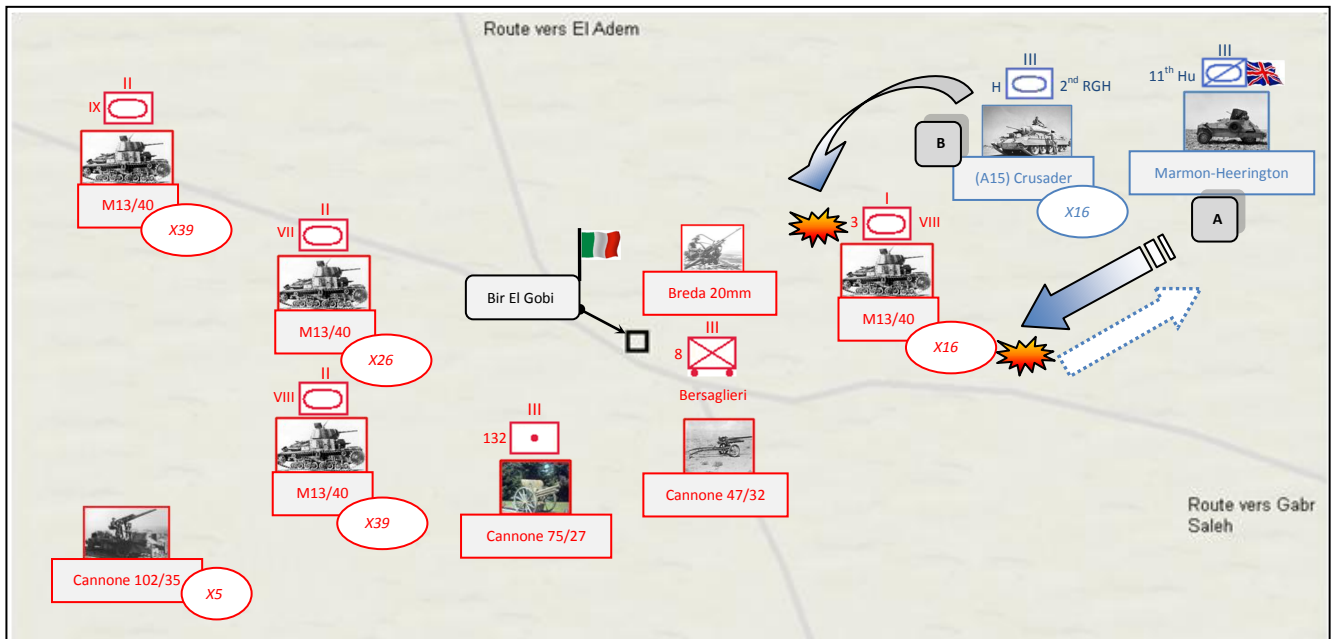 Route vers El Adem
III
11th Hu
III
H
2nd RGH
II
IX
B
(A15) Crusader
Marmon-Heerington
M13/40
X39
X16
A
II
VII
I
3
VIII
M13/40
X26
Bir El Gobi
Breda 20mm
M13/40
X16
III
8
Bersaglieri
II
VIII
M13/40
X39
III
132
Cannone 75/27
Cannone 47/32
Route vers Gabr
Saleh
Cannone 102/35
X5